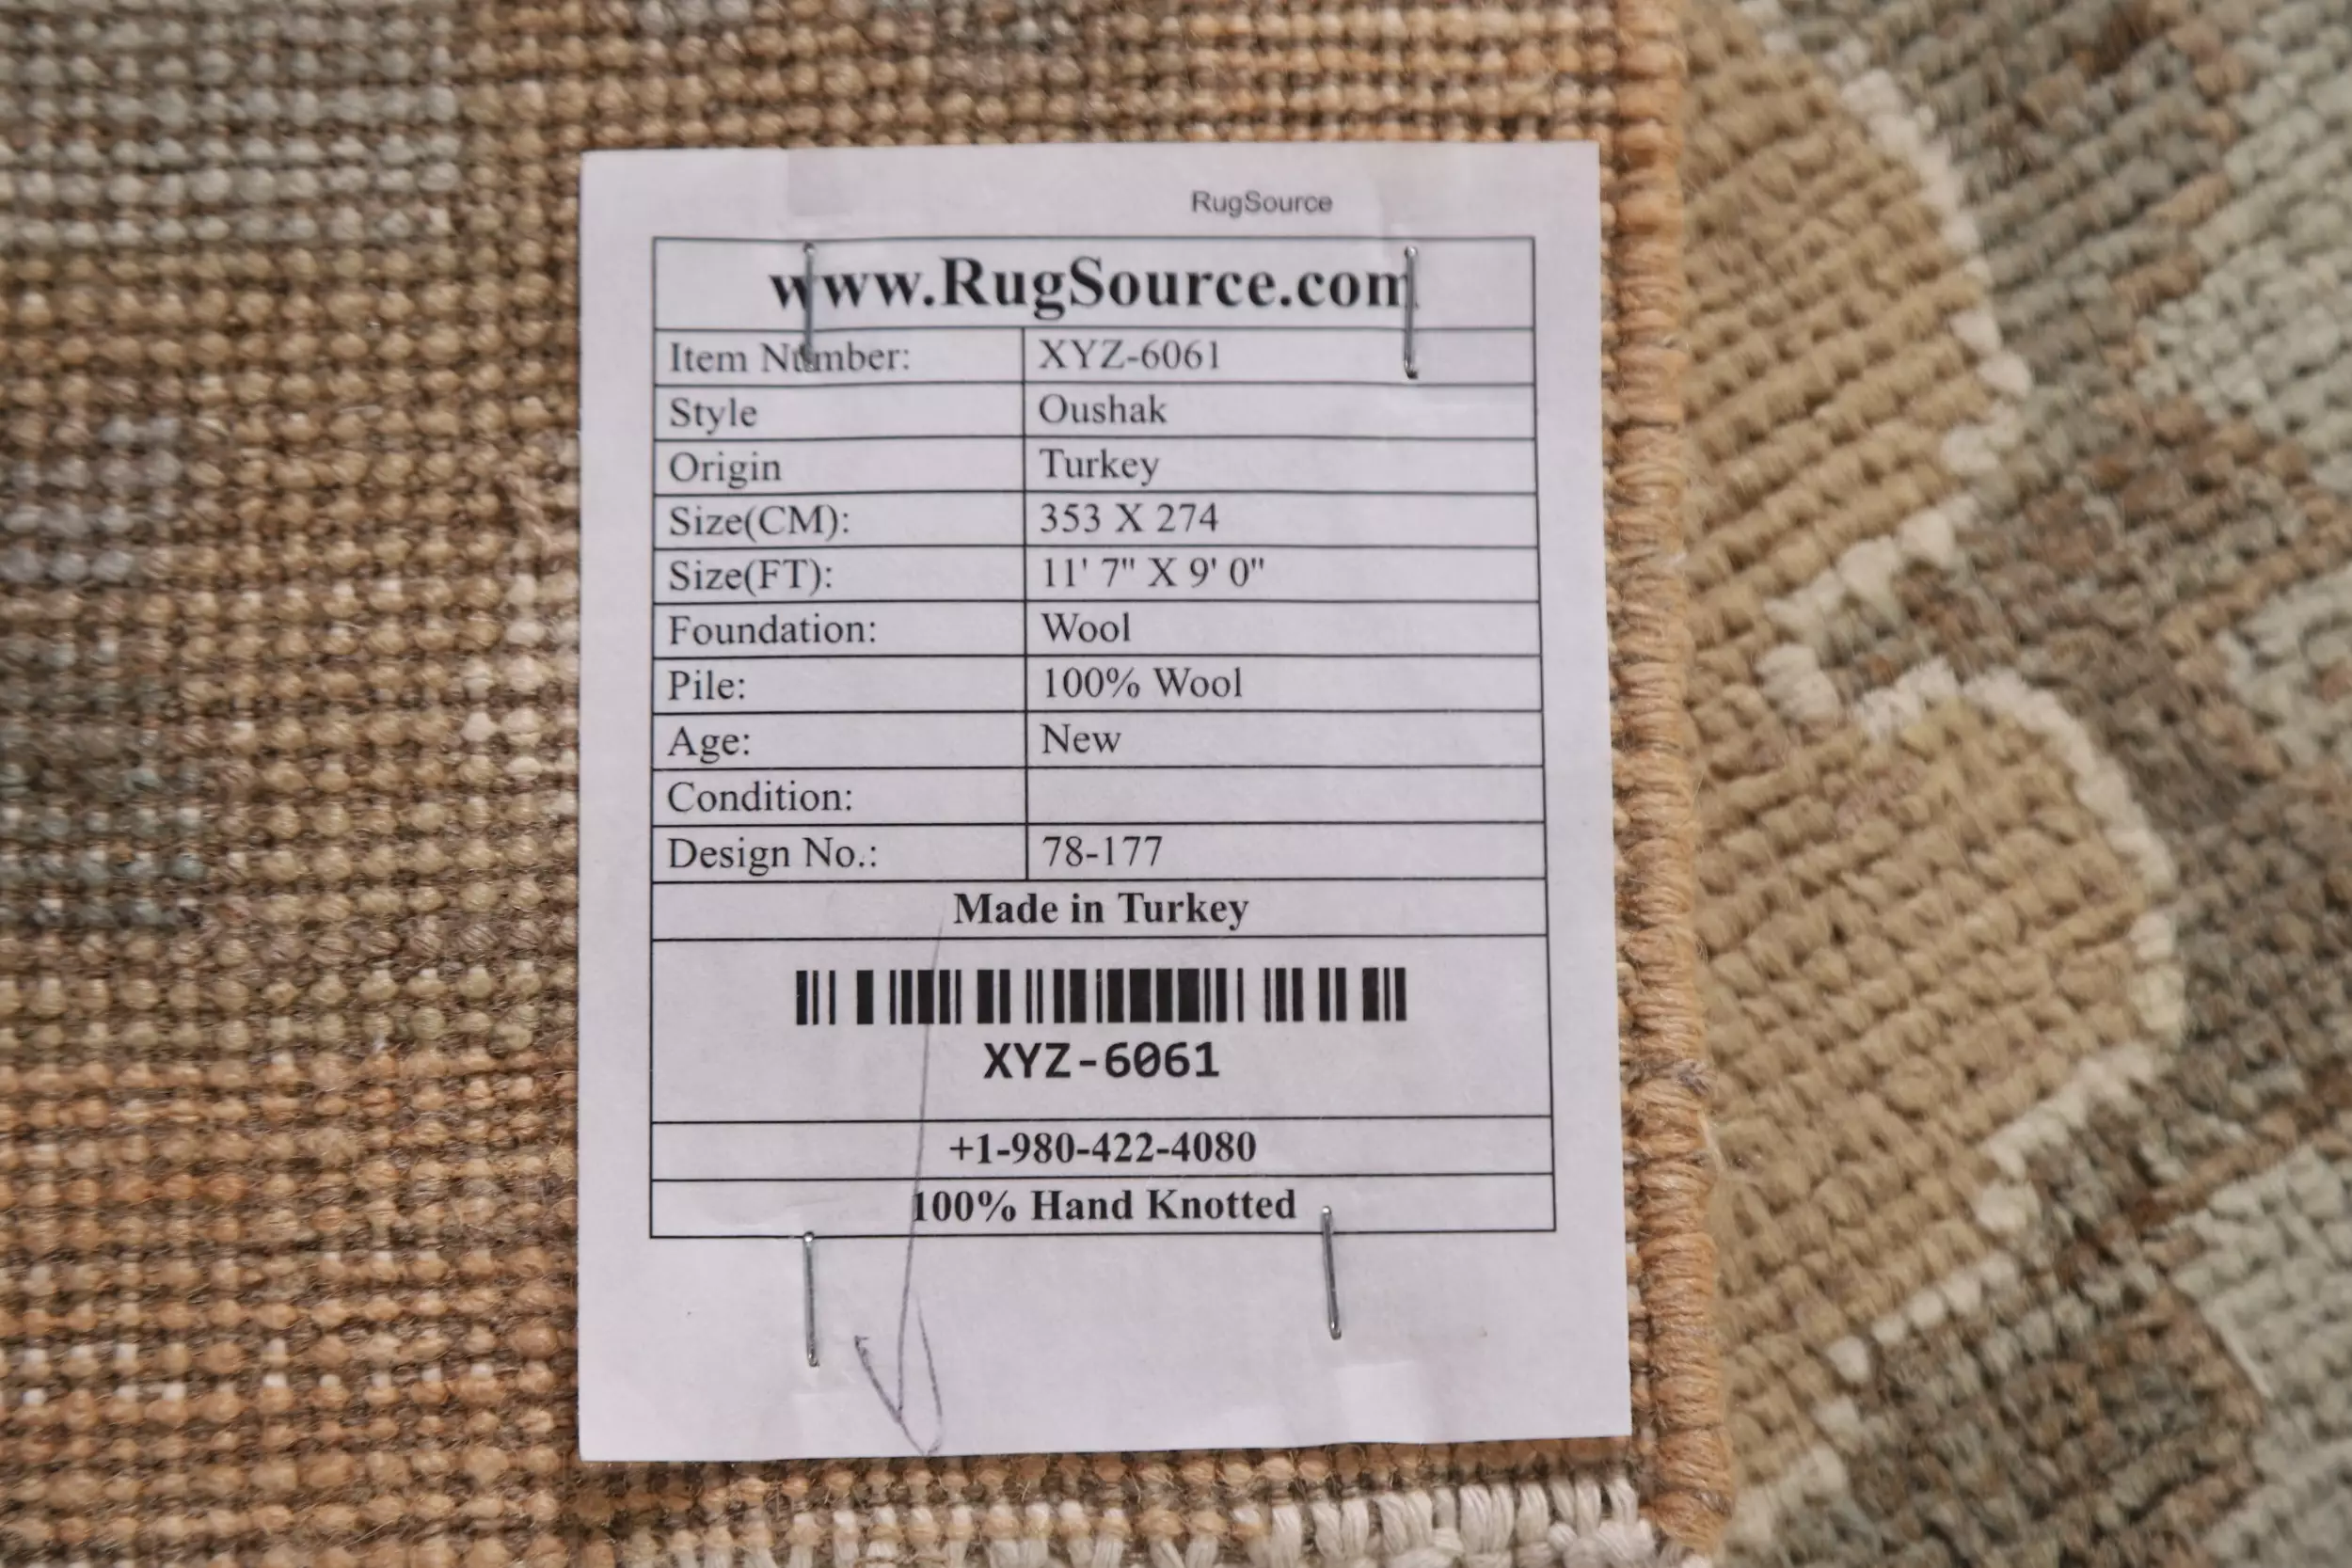 RugSource
www.RugSource.com
Item Number: XYZ-6061
Style Oushak
Origin Turkey
Size(CM): 353 X 274
Size(FT): 11' 7" X 9' 0"
Foundation: Wool
Pile: 100% Wool
Age: New
Condition:
Design No.: 78-177
Made in Turkey
XYZ-6061
+1-980-422-4080
100% Hand Knotted